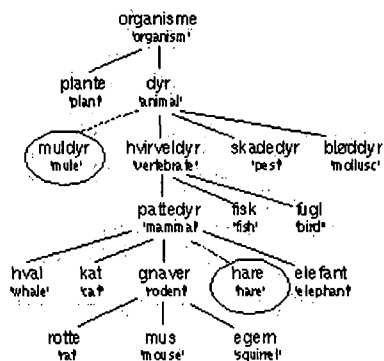 organisme
'organism'
plante
'plant'
dyr
'animal'
muldyr
'mule'
hvirveldyr
'vertebrate'
skadedyr
'pest'
bløddyr
'mollusc'
pattedyr
'mammal'
fisk
'fish'
fugl
'bird'
hval
'whale'
kat
'cat'
gnaver
'rodent'
hare
'hare'
elefant
'elephant'
rotte
'rat'
mus
'mouse'
egern
'squirrel'